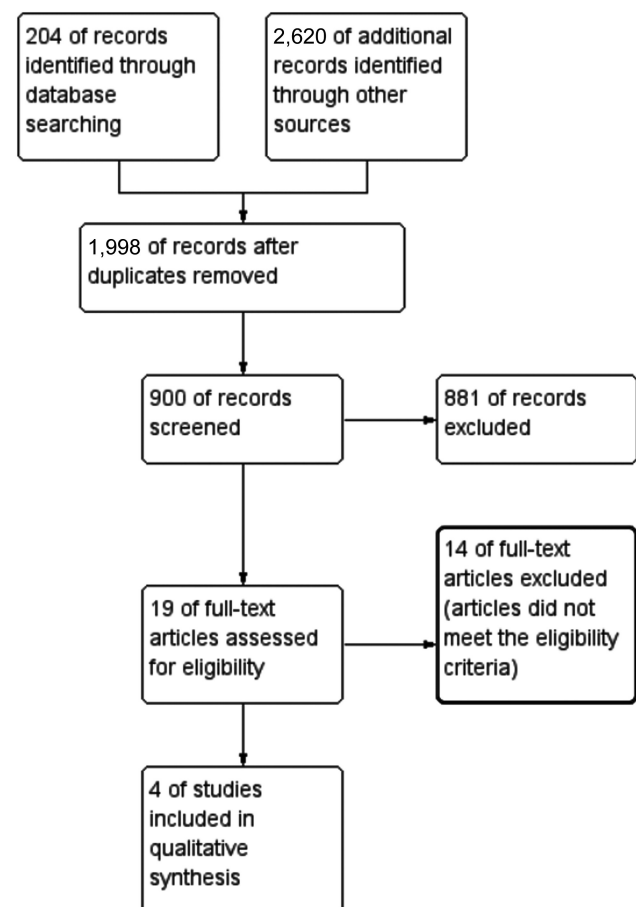 204 of records
identified through
database
searching
2,620 of additional
records identified
through other
sources
1,998 of records after
duplicates removed
900 of records
screened
881 of records
excluded
14 of full-text
articles excluded
(articles did not
meet the eligibility
criteria)
19 of full-text
articles assessed
for eligibility
4 of studies
included in
qualitative
synthesis